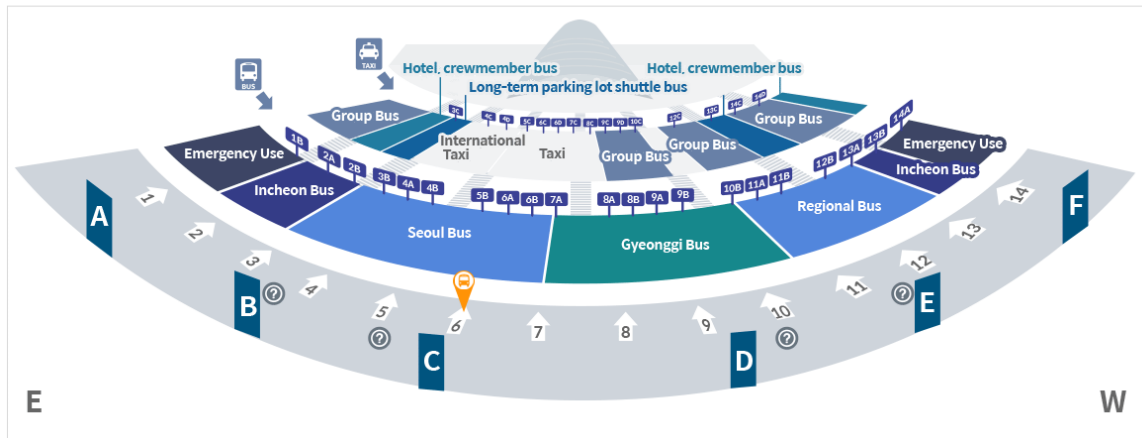 TAXI
BUS
Hotel, crewmember bus
Hotel, crewmember bus
Long-term parking lot shuttle bus
Group Bus
3C
4C
4D
5C
6C
6D
7C
8C
9C
9D
10C
12C
13C
14C
14D
Group Bus
International
Taxi
Taxi
Group Bus
Group Bus
Emergency Use
Incheon Bus
1B
2A
2B
3B
4A
4B
5B
6A
6B
7A
8A
8B
9A
9B
10B
11A
11B
12B
13A
13B
14A
Emergency Use
Incheon Bus
Seoul Bus
Gyeonggi Bus
Regional Bus
A
B
C
D
E
F
1
2
3
4
5
6
7
8
9
10
11
12
13
14
?
?
?
?
E
W